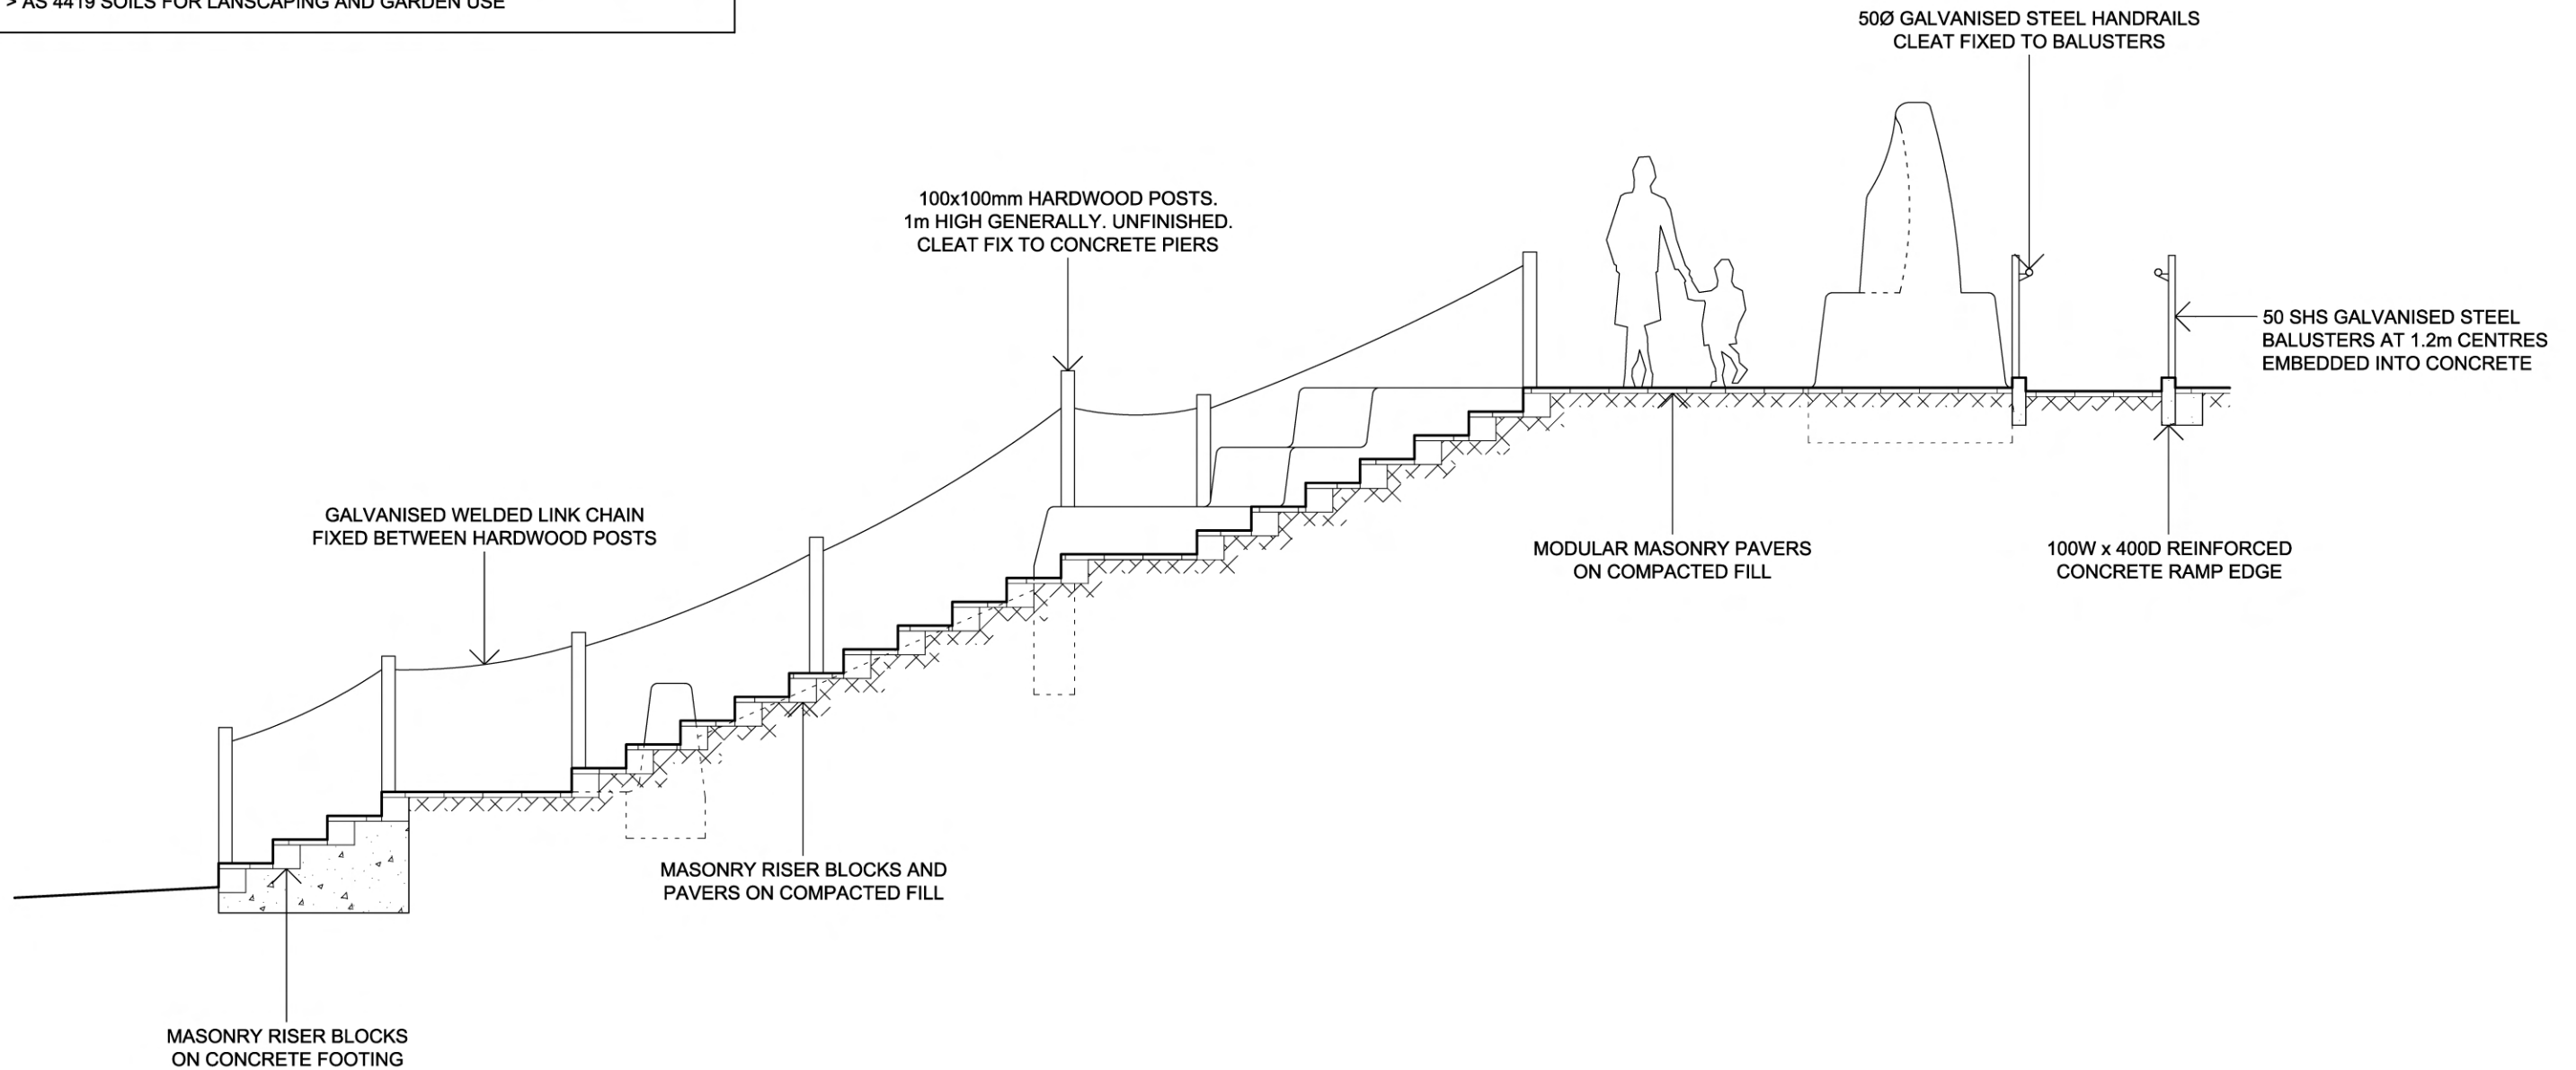 > AS 4419 SOILS FOR LANSCAPING AND GARDEN USE
50Ø GALVANISED STEEL HANDRAILS
CLEAT FIXED TO BALUSTERS
100x100mm HARDWOOD POSTS.
1m HIGH GENERALLY. UNFINISHED.
CLEAT FIX TO CONCRETE PIERS
50 SHS GALVANISED STEEL
BALUSTERS AT 1.2m CENTRES
EMBEDDED INTO CONCRETE
GALVANISED WELDED LINK CHAIN
FIXED BETWEEN HARDWOOD POSTS
MODULAR MASONRY PAVERS
ON COMPACTED FILL
100W x 400D REINFORCED
CONCRETE RAMP EDGE
MASONRY RISER BLOCKS AND
PAVERS ON COMPACTED FILL
MASONRY RISER BLOCKS
ON CONCRETE FOOTING